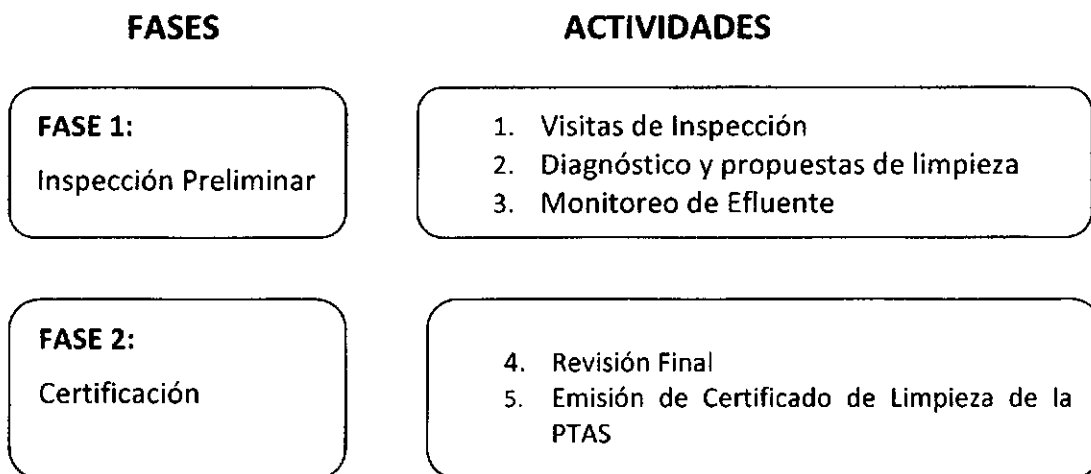 FASES
ACTIVIDADES
FASE 1:
Inspección Preliminar
1. Visitas de Inspección
2. Diagnóstico y propuestas de limpieza
3. Monitoreo de Efluente
FASE 2:
Certificación
4. Revisión Final
5. Emisión de Certificado de Limpieza de la
PTAS